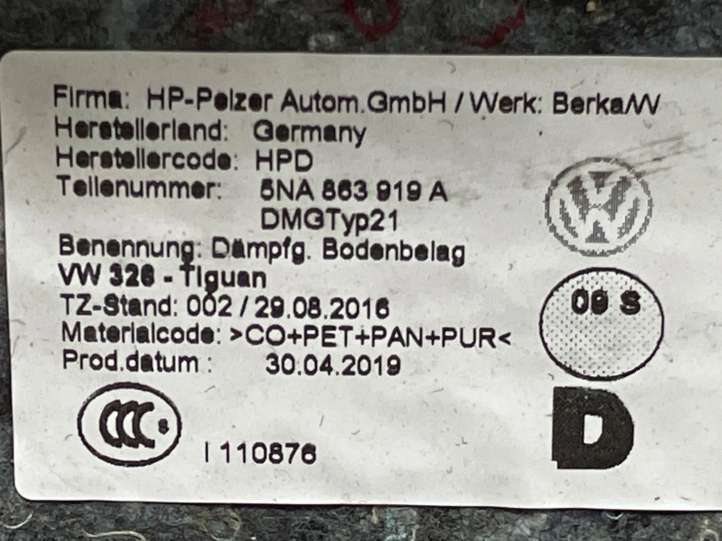 Firma: HP-Pelzer Autom.GmbH / Werk: Berka/W
Herstellerland: Germany
Herstellercode: HPD
Teilenummer: 5NA 863 919 A
DMGTyp21
Benennung: Dämpfg. Bodenbelag
VW 326 - Tiguan
TZ-Stand: 002 / 29.08.2016
09 S
Materialcode: >CO+PET+PAN+PUR<
Prod.datum : 30.04.2019
CCC S
D
I 110876